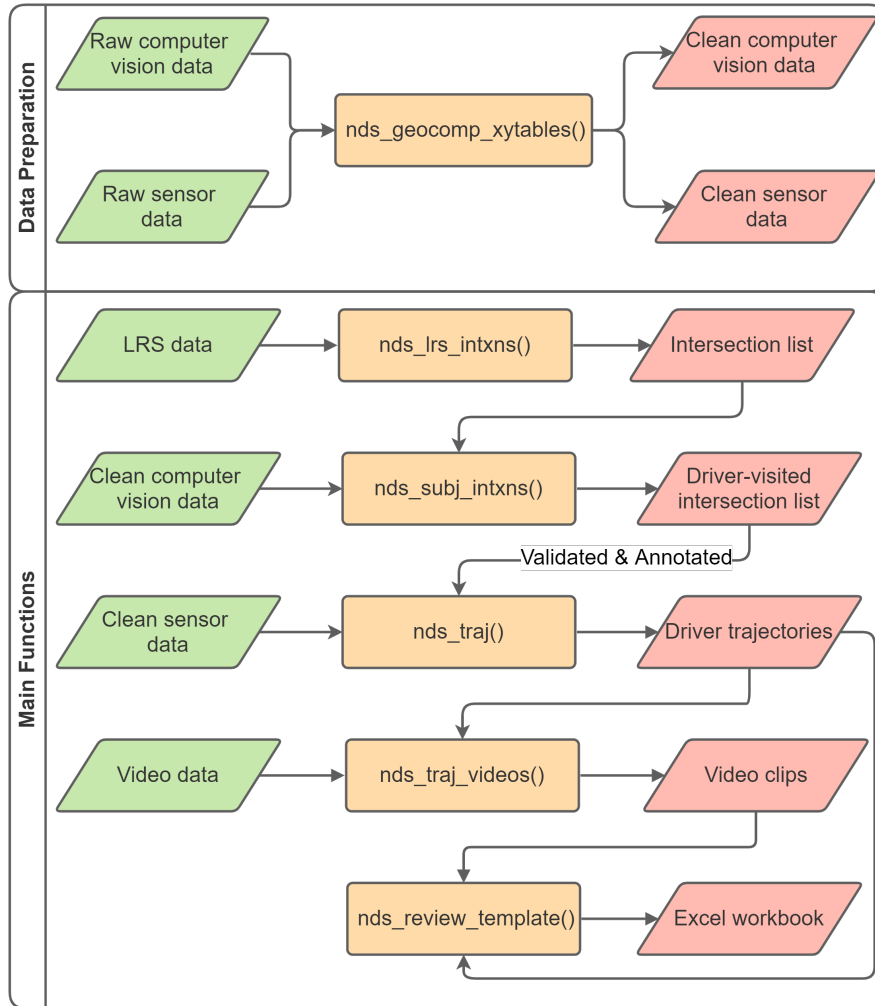 Data Preparation
Raw computer
vision data
Clean computer
vision data
nds_geocomp_xytables()
Raw sensor
data
Clean sensor
data
Main Functions
LRS data
nds_lrs_intxns()
Intersection list
Clean computer
vision data
nds_subj_intxns()
Driver-visited
intersection list
Validated & Annotated
Clean sensor
data
nds_traj()
Driver trajectories
Video data
nds_traj_videos()
Video clips
nds_review_template()
Excel workbook